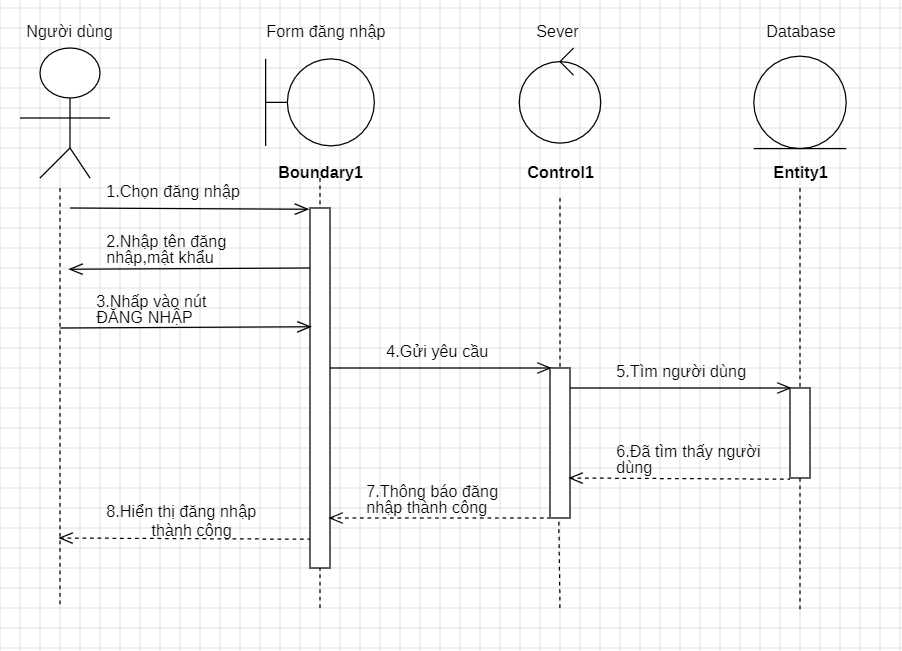 Người dùng
Form đăng nhập
Sever
Database
Boundary1
Control1
Entity1
1.Chọn đăng nhập
2.Nhập tên đăng
nhập,mật khẩu
3.Nhấp vào nút
ĐĂNG NHẬP
4.Gửi yêu cầu
5.Tìm người dùng
6.Đã tìm thấy người
dùng
7.Thông báo đăng
nhập thành công
8.Hiển thị đăng nhập
thành công